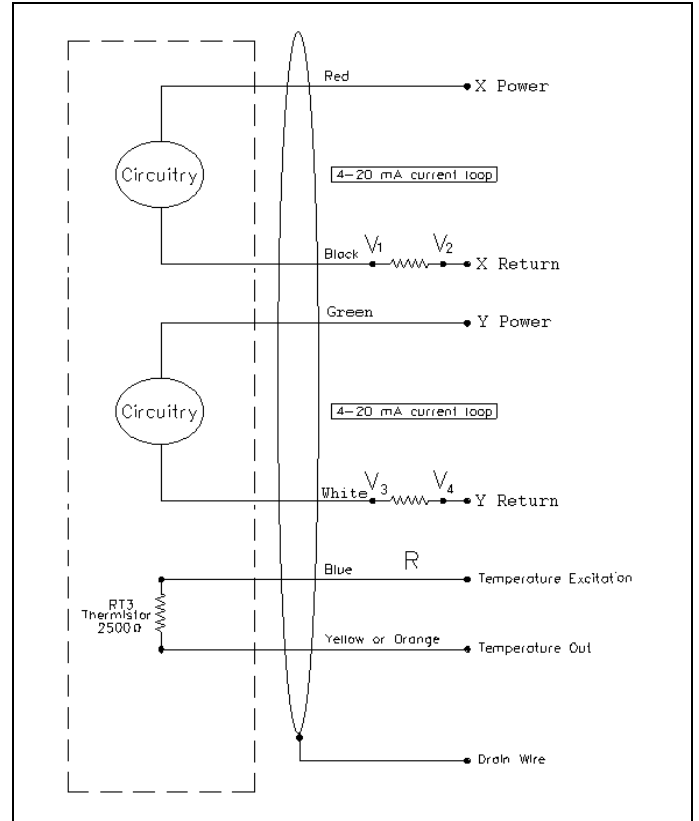 Red
X Power
Circuitry
4-20 mA current loop
Black
V1
V2
X Return
Green
Y Power
Circuitry
4-20 mA current loop
White
V3
V4
Y Return
Blue
R
Temperature Excitation
RT3
Thermistor
2500Ω
Yellow or Orange
Temperature Out
Drain Wire